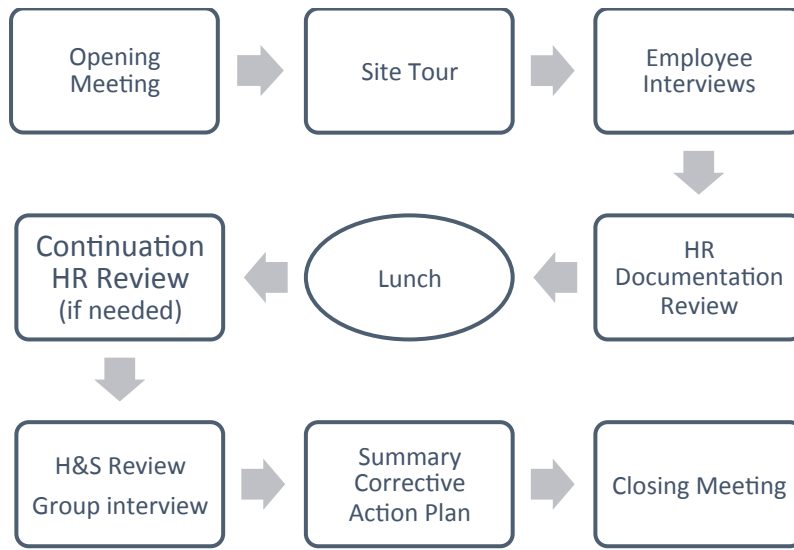 Opening
Meeting
Site Tour
Employee
Interviews
HR
Documentation
Review
Lunch
Continuation
HR Review
(if needed)
H&S Review
Group interview
Summary
Corrective
Action Plan
Closing Meeting